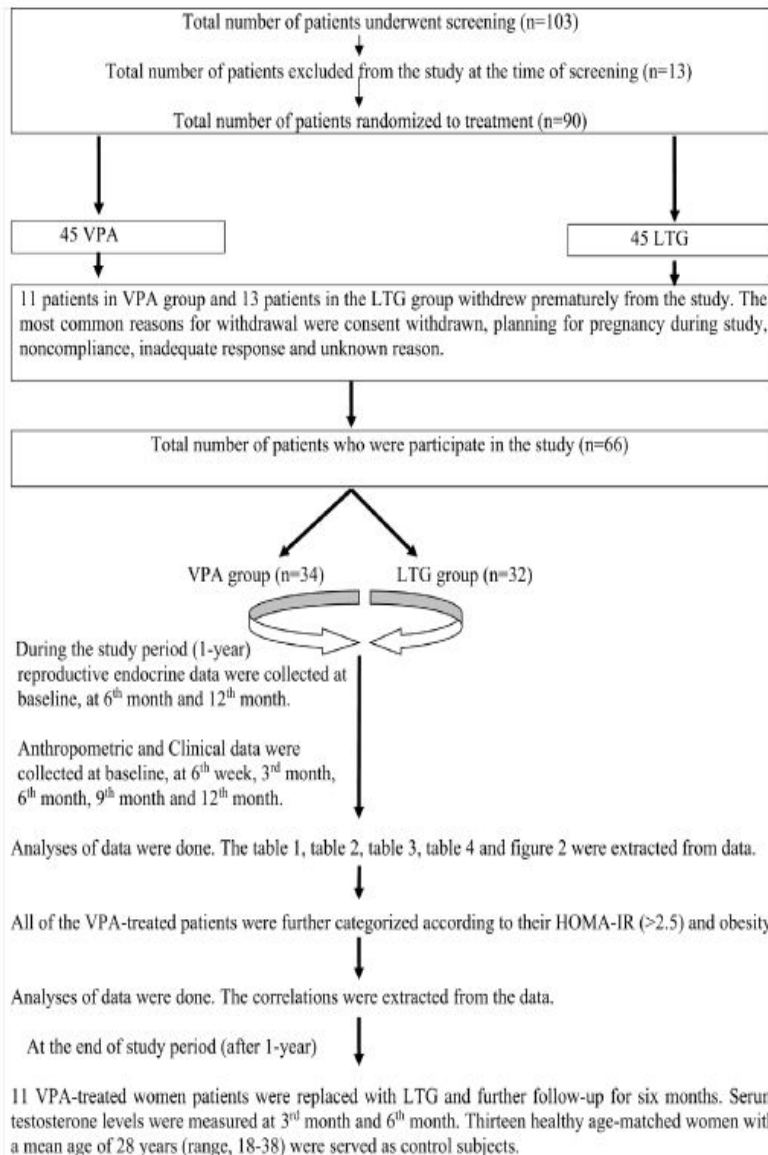 Total number of patients underwent screening (n=103)
Total number of patients excluded from the study at the time of screening (n=13)
Total number of patients randomized to treatment (n=90)
45 VPA
45 LTG
11 patients in VPA group and 13 patients in the LTG group withdrew prematurely from the study. The
most common reasons for withdrawal were consent withdrawn, planning for pregnancy during study,
noncompliance, inadequate response and unknown reason.
Total number of patients who were participate in the study (n=66)
VPA group (n=34)
LTG group (n=32)
During the study period (1-year)
reproductive endocrine data were collected at
baseline, at 6th month and 12th month.
Anthropometric and Clinical data were
collected at baseline, at 6th week, 3rd month,
6th month, 9th month and 12th month.
Analyses of data were done. The table 1, table 2, table 3, table 4 and figure 2 were extracted from data.
All of the VPA-treated patients were further categorized according to their HOMA-IR (>2.5) and obesity
Analyses of data were done. The correlations were extracted from the data.
At the end of study period (after 1-year)
11 VPA-treated women patients were replaced with LTG and further follow-up for six months. Serum
testosterone levels were measured at 3rd month and 6th month. Thirteen healthy age-matched women with
a mean age of 28 years (range, 18-38) were served as control subjects.